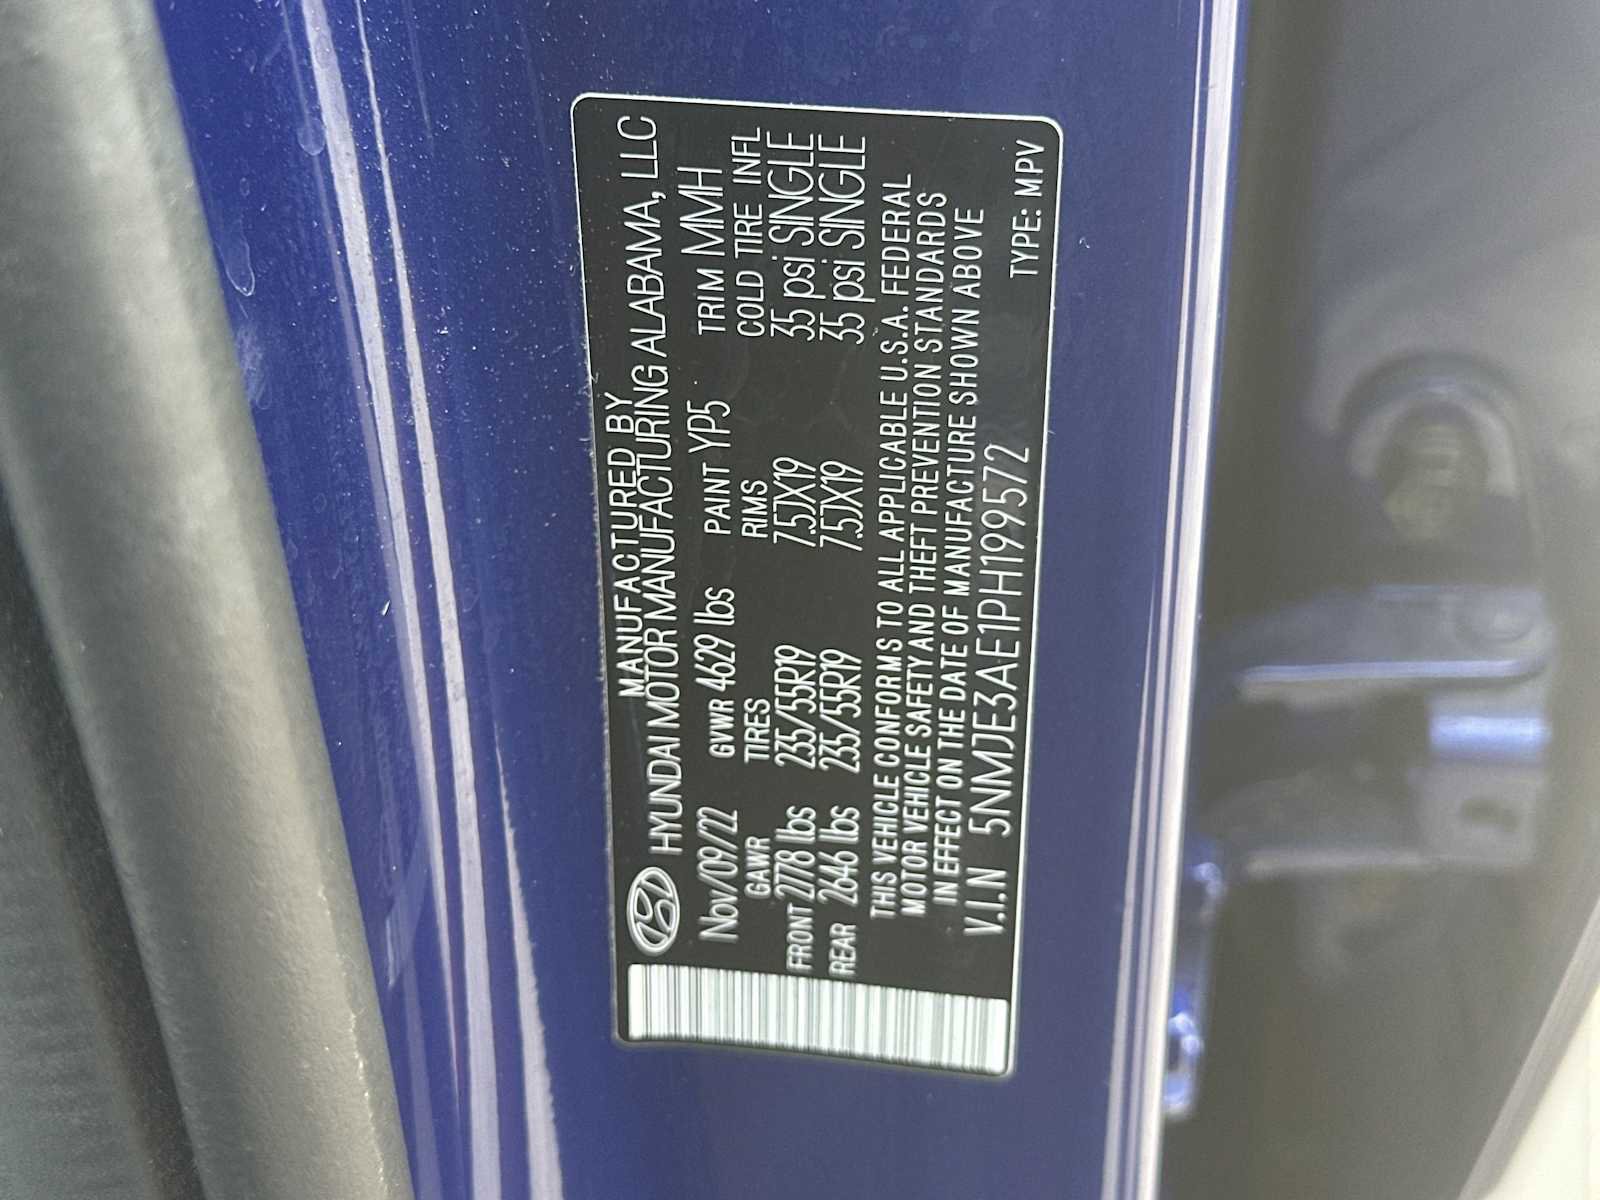 MANUFACTURED BY
HYUNDAI MOTOR MANUFACTURING ALABAMA, LLC
Nov/09/22 GVWR 4629 lbs PAINT YP5 TRIM MMH
GAWR TIRES RIMS COLD TIRE INFL
FRONT 2778 lbs 235/55R19 7.5JX19 35 psi SINGLE
REAR 2646 lbs 235/55R19 7.5JX19 35 psi SINGLE
THIS VEHICLE CONFORMS TO ALL APPLICABLE U.S.A. FEDERAL
MOTOR VEHICLE SAFETY AND THEFT PREVENTION STANDARDS
IN EFFECT ON THE DATE OF MANUFACTURE SHOWN ABOVE
V.I.N 5NMJE3AE1PH199572
TYPE: MPV